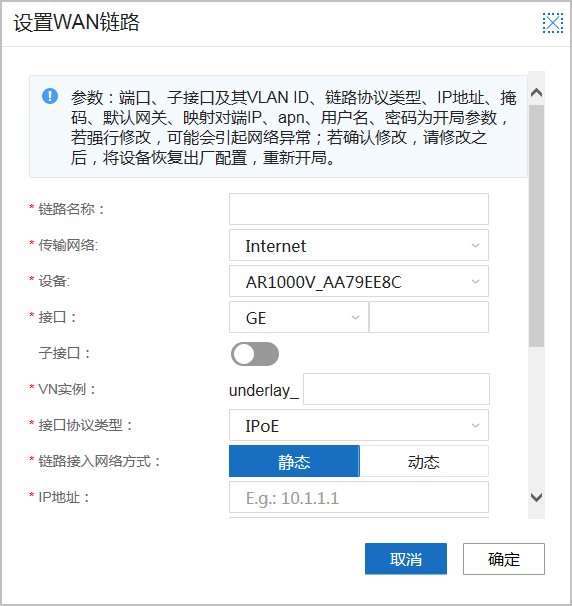 设置WAN链路
参数：端口、子接口及其VLAN ID、链路协议类型、IP地址、掩
码、默认网关、映射对端IP、apn、用户名、密码为开局参数，
若强行修改，可能会引起网络异常；若确认修改，请修改之
后，将设备恢复出厂配置，重新开局。
* 链路名称：
* 传输网络: Internet
* 设备: AR1000V_AA79EE8C
* 接口： GE
子接口：
* VN实例： underlay_
* 接口协议类型： IPoE
* 链路接入网络方式： 静态 动态
* IP地址： E.g.: 10.1.1.1
取消 确定